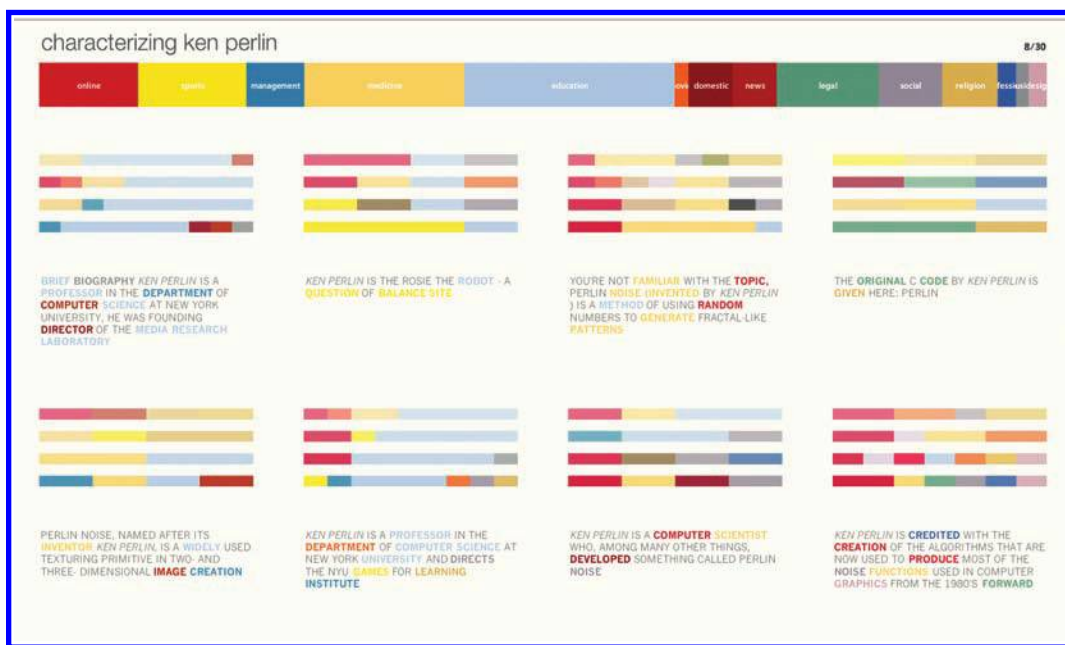 characterizing ken perlin
8/30
online sports management medicine education domestic news legal social religion
BRIEF BIOGRAPHY KEN PERLIN IS A
PROFESSOR IN THE DEPARTMENT OF
COMPUTER SCIENCE AT NEW YORK
UNIVERSITY, HE WAS FOUNDING
DIRECTOR OF THE MEDIA RESEARCH
LABORATORY
KEN PERLIN IS THE ROSIE THE ROBOT - A
QUESTION OF BALANCE SITE
YOU'RE NOT FAMILIAR WITH THE TOPIC,
PERLIN NOISE (INVENTED BY KEN PERLIN
) IS A METHOD OF USING RANDOM
NUMBERS TO GENERATE FRACTAL-LIKE
PATTERNS
THE ORIGINAL C CODE BY KEN PERLIN IS
GIVEN HERE: PERLIN
PERLIN NOISE, NAMED AFTER ITS
INVENTOR KEN PERLIN, IS A WIDELY USED
TEXTURING PRIMITIVE IN TWO- AND
THREE- DIMENSIONAL IMAGE CREATION
KEN PERLIN IS A PROFESSOR IN THE
DEPARTMENT OF COMPUTER SCIENCE AT
NEW YORK UNIVERSITY AND DIRECTS
THE NYU GAMES FOR LEARNING
INSTITUTE
KEN PERLIN IS A COMPUTER SCIENTIST
WHO, AMONG MANY OTHER THINGS,
DEVELOPED SOMETHING CALLED PERLIN
NOISE
KEN PERLIN IS CREDITED WITH THE
CREATION OF THE ALGORITHMS THAT ARE
NOW USED TO PRODUCE MOST OF THE
NOISE FUNCTIONS USED IN COMPUTER
GRAPHICS FROM THE 1980'S FORWARD